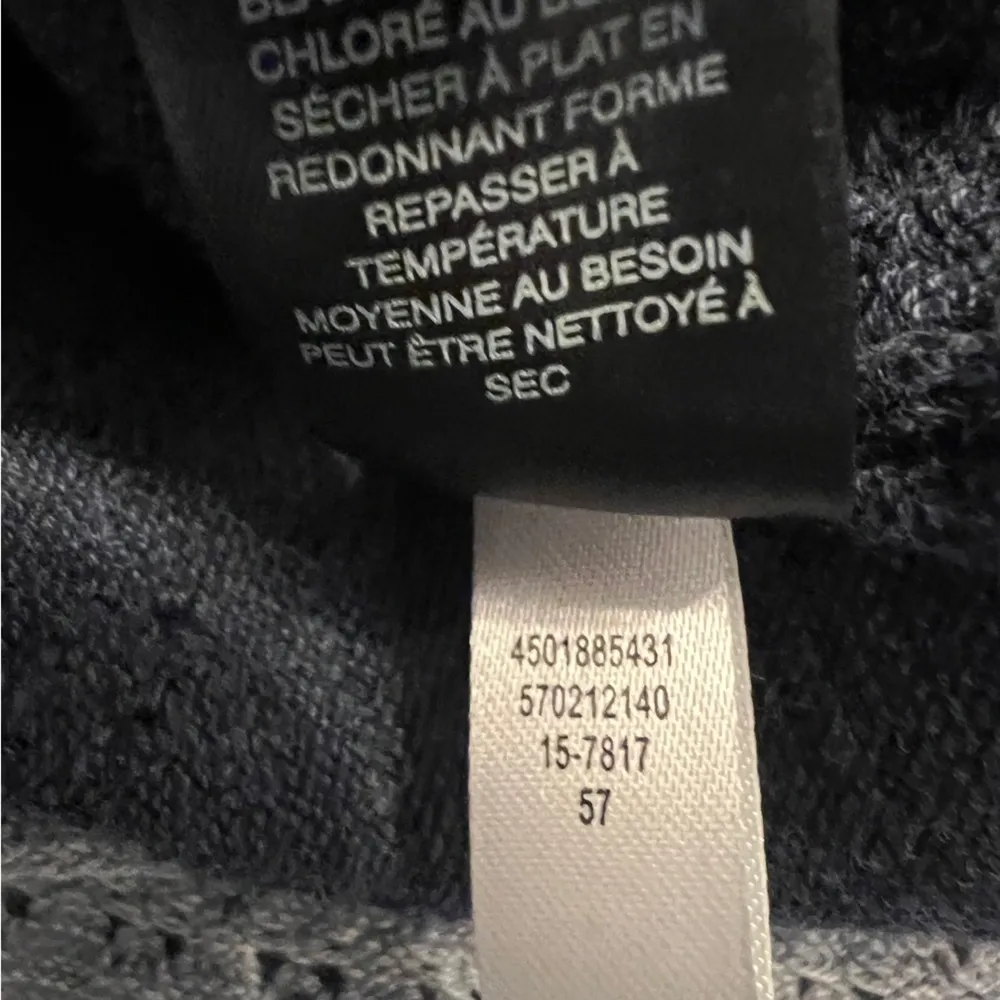 CHLORÉ AU
SÉCHER À PLAT EN
REDONNANT FORME
REPASSER À
TEMPÉRATURE
MOYENNE AU BESOIN
PEUT ÊTRE NETTOYÉ À
SEC
4501885431
570212140
15-7817
57